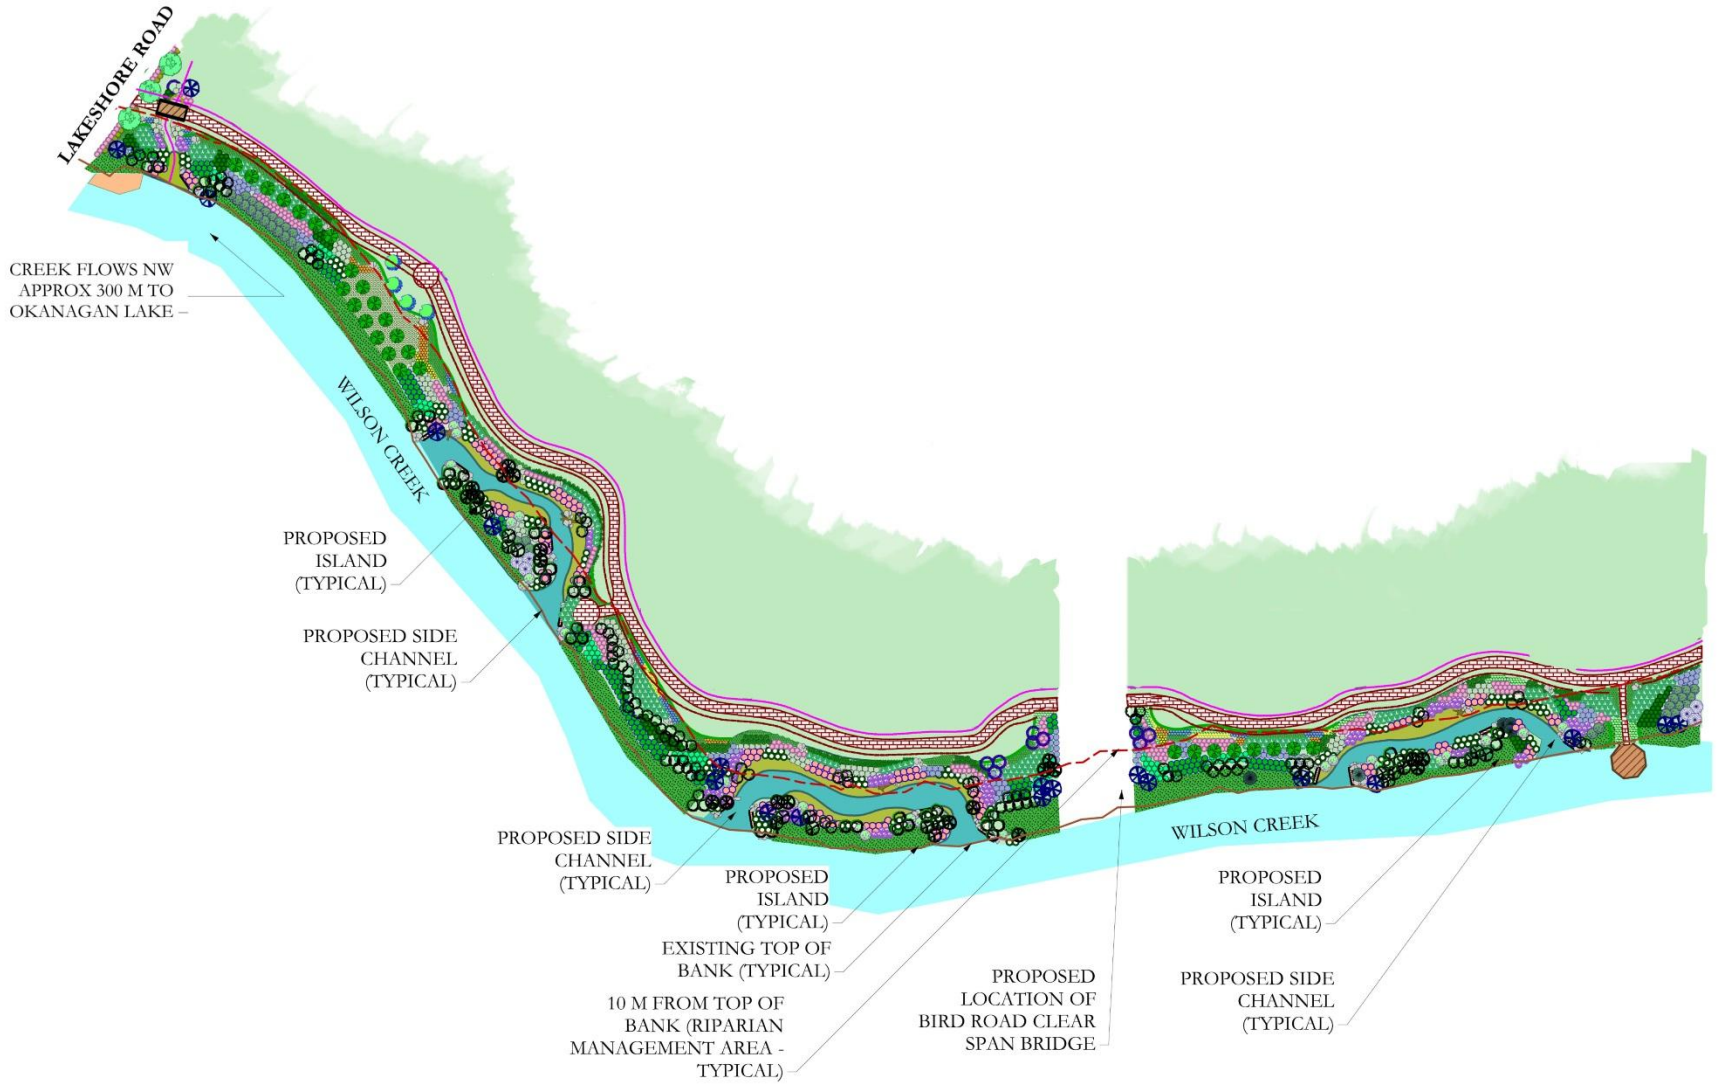 LAKESHORE ROAD
CREEK FLOWS NW
APPROX 300 M TO
OKANAGAN LAKE –
WILSON CREEK
PROPOSED
ISLAND
(TYPICAL)
PROPOSED SIDE
CHANNEL
(TYPICAL)
PROPOSED SIDE
CHANNEL
(TYPICAL)
PROPOSED
ISLAND
(TYPICAL)
EXISTING TOP OF
BANK (TYPICAL)
10 M FROM TOP OF
BANK (RIPARIAN
MANAGEMENT AREA -
TYPICAL)
PROPOSED
LOCATION OF
BIRD ROAD CLEAR
SPAN BRIDGE
WILSON CREEK
PROPOSED
ISLAND
(TYPICAL)
PROPOSED SIDE
CHANNEL
(TYPICAL)